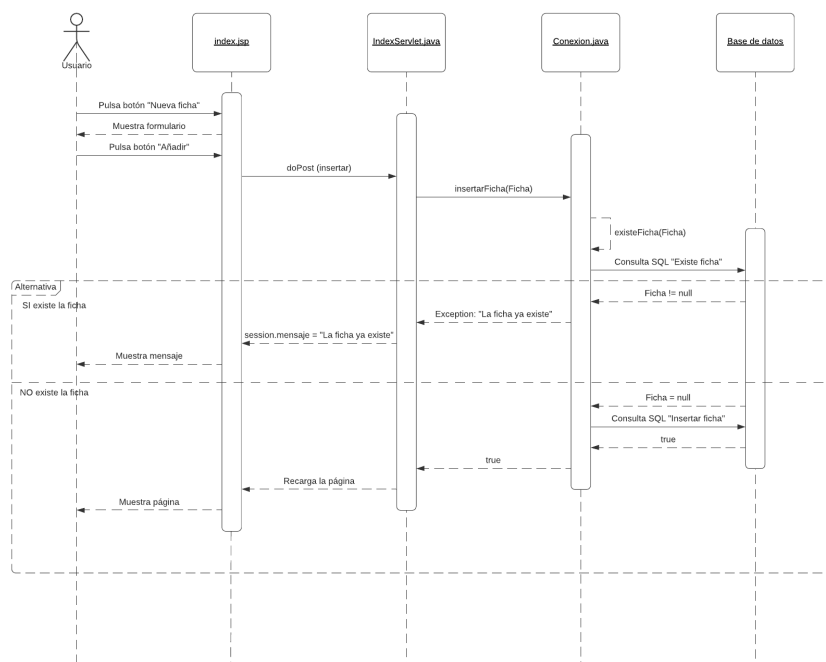 index.jsp
IndexServlet.java
Conexion.java
Base de datos
Usuario
Pulsa botón "Nueva ficha"
Muestra formulario
Pulsa botón "Añadir"
doPost (insertar)
insertarFicha(Ficha)
existeFicha(Ficha)
Consulta SQL "Existe ficha"
Alternativa
SI existe la ficha
Ficha != null
Exception: "La ficha ya existe"
session.mensaje = "La ficha ya existe"
Muestra mensaje
NO existe la ficha
Ficha = null
Consulta SQL "Insertar ficha"
true
true
Recarga la página
Muestra página